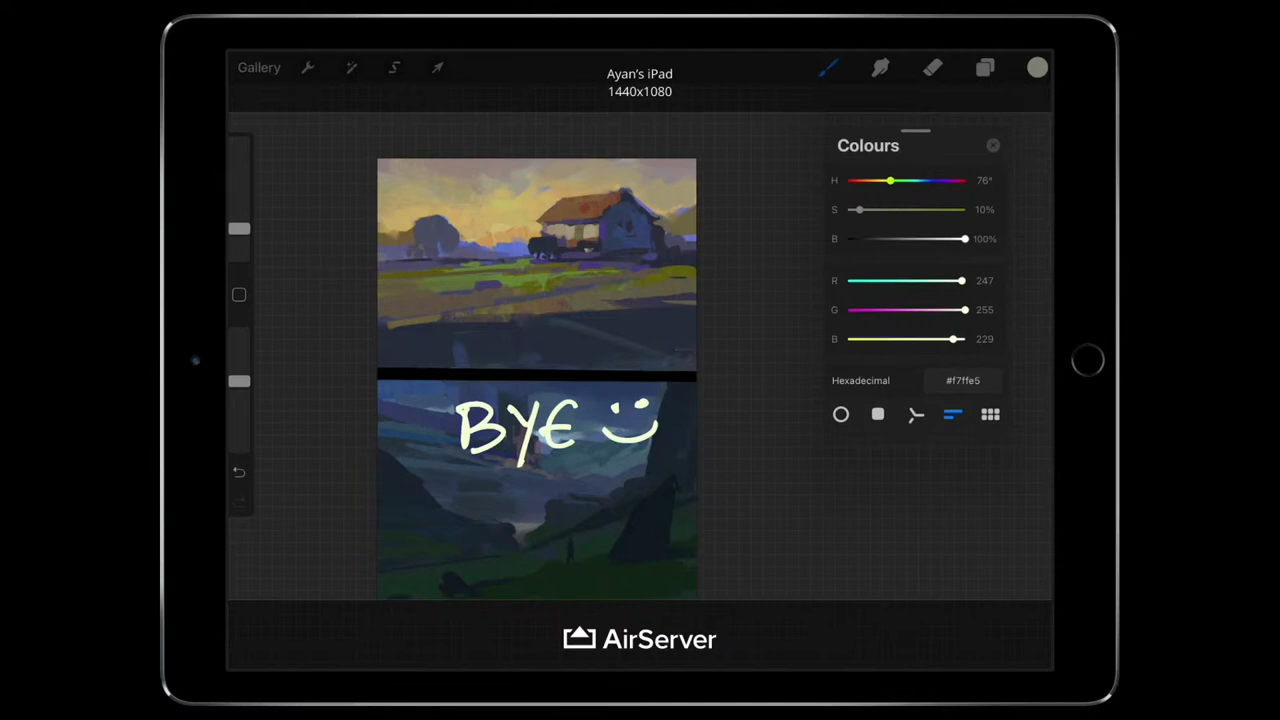 Gallery
Ayan's iPad
1440x1080
Colours
H 76°
S 10%
B 100%
R 247
G 255
B 229
Hexadecimal #f7ffe5
BYE
AirServer